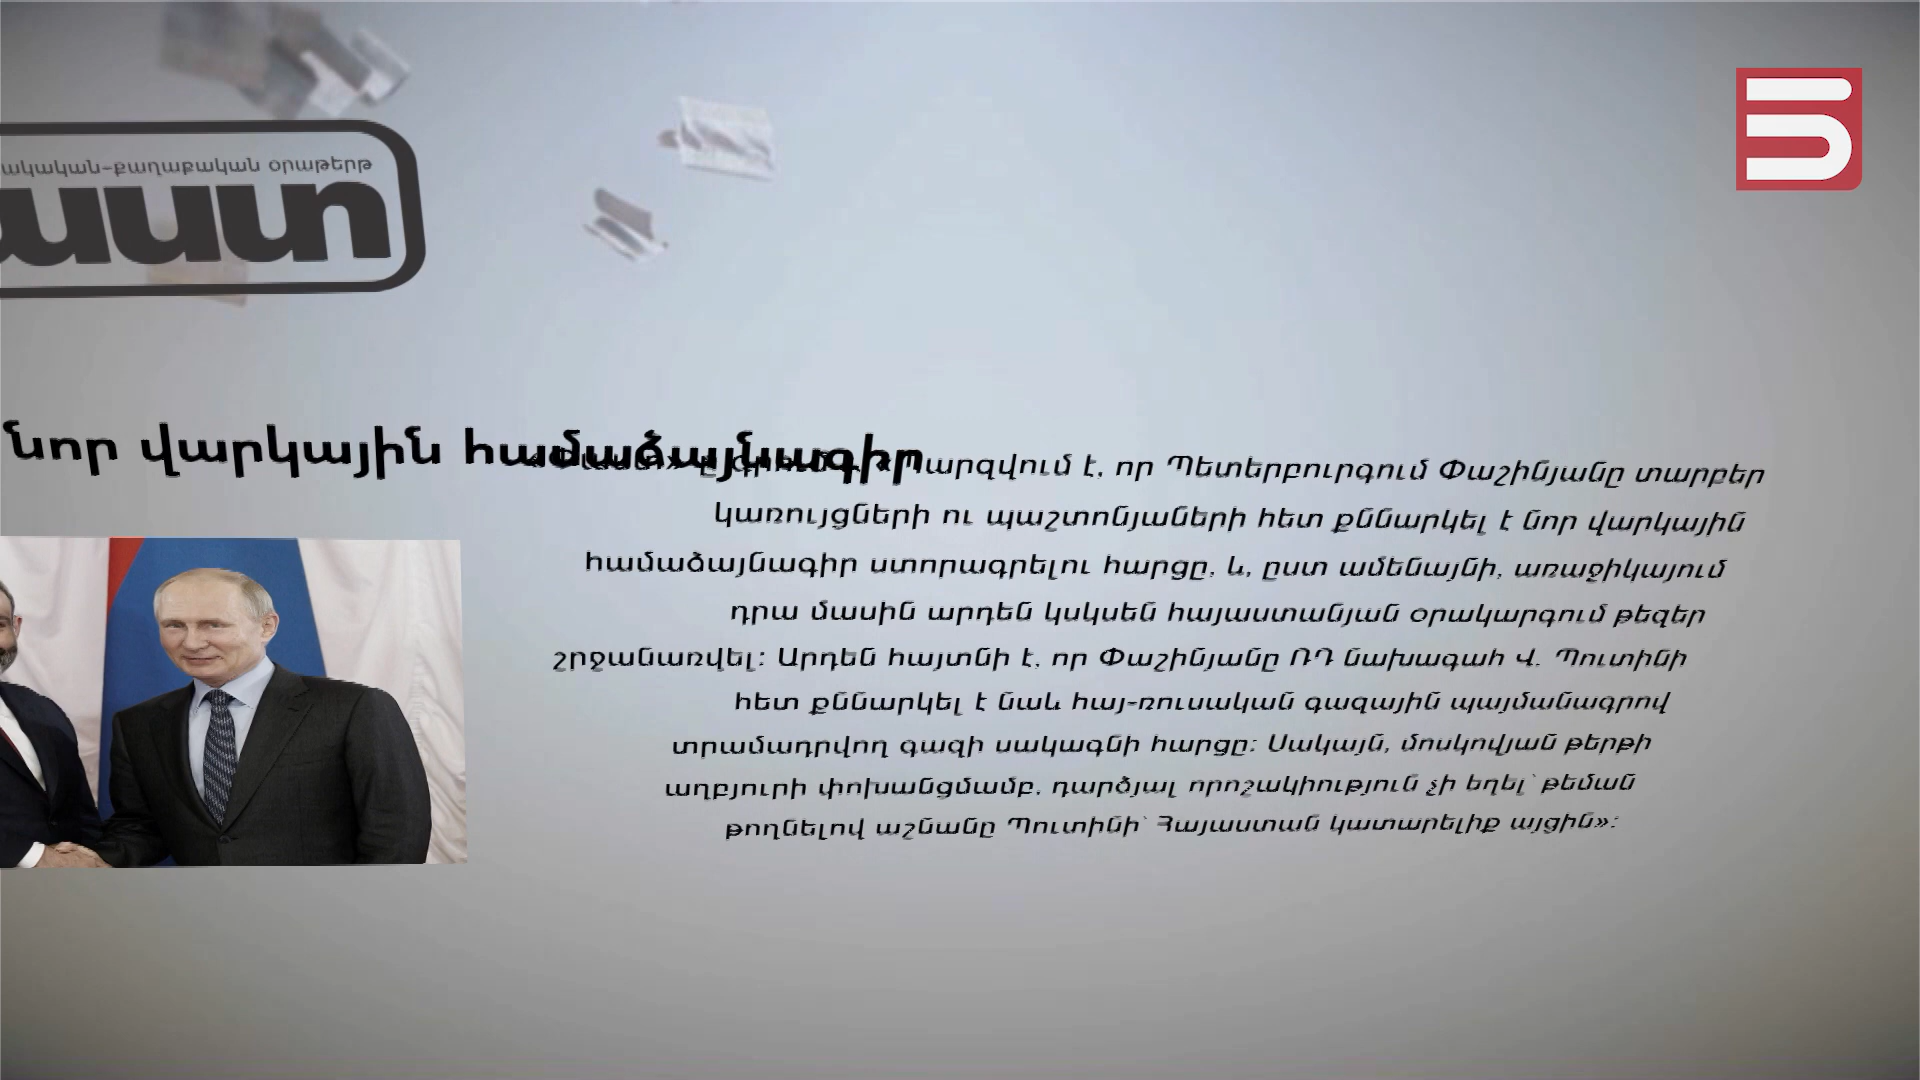 ակական-քաղաքական օրաթերթ
աստ
նոր վարկային համաձայնագիր
«Փաստ»-ը գրում է. «Պարզվում է, որ Պետերբուրգում Փաշինյանը տարբեր
կառույցների ու պաշտոնյաների հետ քննարկել է նոր վարկային
համաձայնագիր ստորագրելու հարցը, և, ըստ ամենայնի, առաջիկայում
դրա մասին արդեն կսկսեն հայաստանյան օրակարգում թեզեր
շրջանառվել: Արդեն հայտնի է, որ Փաշինյանը ՌԴ նախագահ Վ. Պուտինի
հետ քննարկել է նաև հայ-ռուսական գազային պայմանագրով
տրամադրվող գազի սակագնի հարցը: Սակայն, մոսկովյան թերթի
աղբյուրի փոխանցմամբ, դարձյալ որոշակիություն չի եղել՝ թեման
թողնելով աշնանը Պուտինի՝ Հայաստան կատարելիք այցին»: